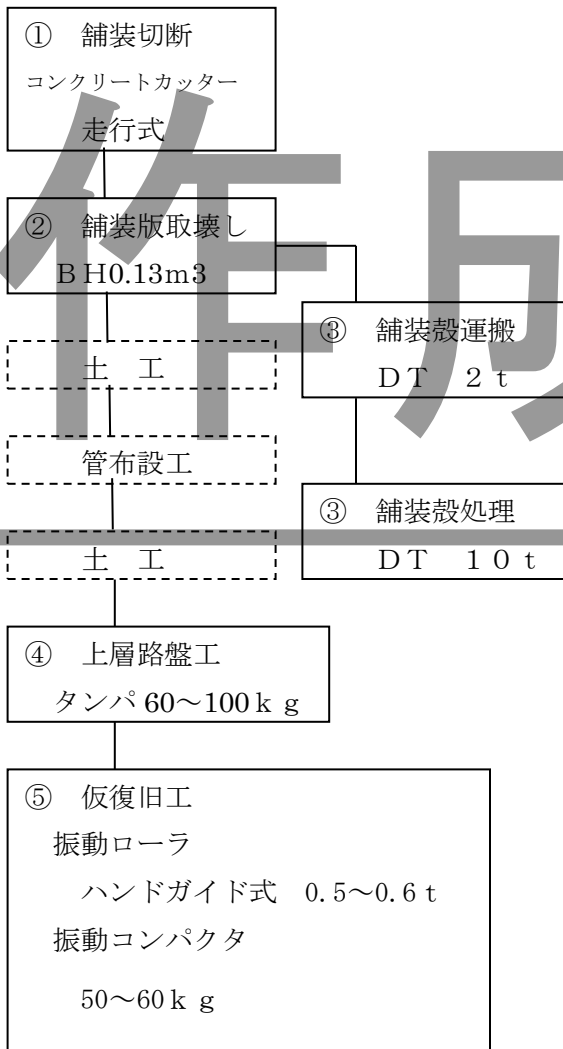 ① 舗装切断
コンクリートカッター
走行式
② 舗装版取壊し
ＢH0.13m3
③ 舗装殻運搬
ＤＴ ２ｔ
土 工
管布設工
③ 舗装殻処理
ＤＴ １０ｔ
土 工
④ 上層路盤工
タンパ 60～100ｋｇ
⑤ 仮復旧工
振動ローラ
ハンドガイド式 0.5～0.6ｔ
振動コンパクタ
50～60ｋｇ
作成